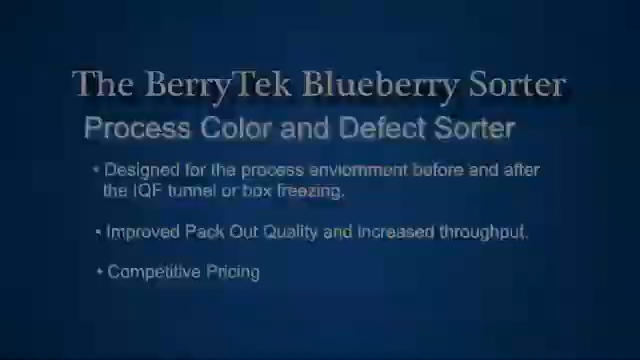 The BerryTek Blueberry Sorter
Process Color and Defect Sorter
• Designed for the process enviornment before and after
the IQF tunnel or box freezing.
• Improved Pack Out Quality and increased throughput.
• Competitive Pricing